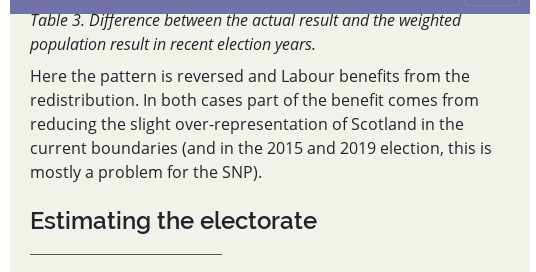 Table 3. Difference between the actual result and the weighted
population result in recent election years.
Here the pattern is reversed and Labour benefits from the
redistribution. In both cases part of the benefit comes from
reducing the slight over-representation of Scotland in the
current boundaries (and in the 2015 and 2019 election, this is
mostly a problem for the SNP).
Estimating the electorate